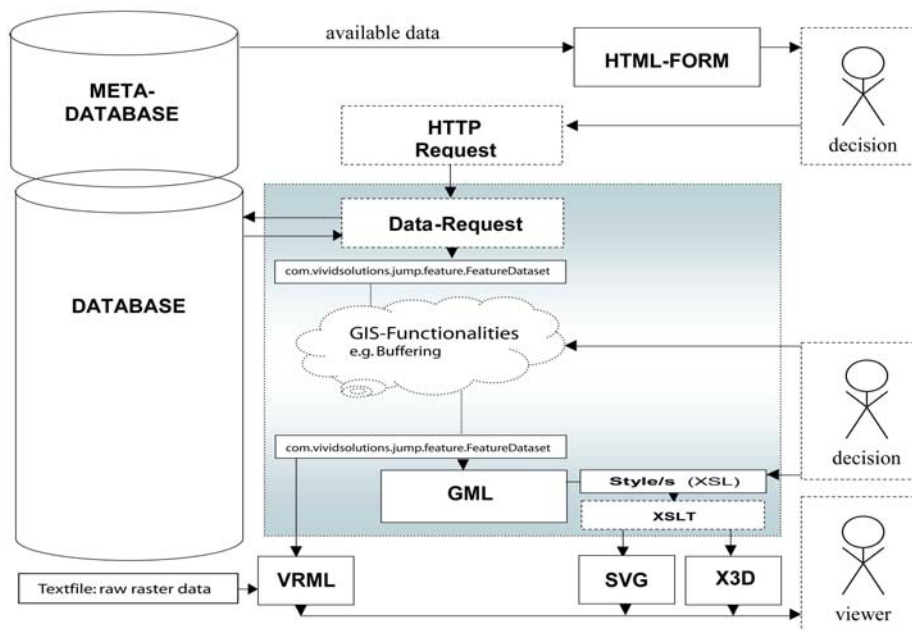 available data
HTML-FORM
META-
DATABASE
decision
HTTP
Request
Data-Request
com.vividsolutions.jump.feature.FeatureDataset
DATABASE
GIS-Functionalities
e.g. Buffering
decision
com.vividsolutions.jump.feature.FeatureDataset
GML
Style/s (XSL)
XSLT
Textfile: raw raster data
VRML
SVG
X3D
viewer